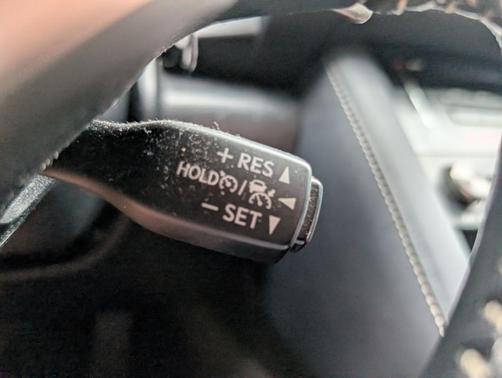 + RES ▲
HOLD /
− SET ▼